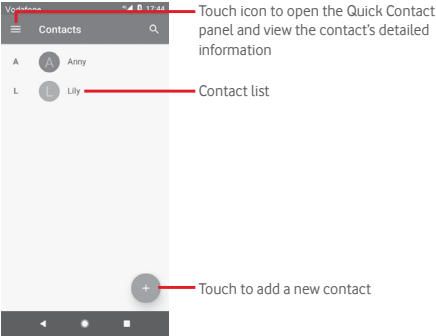 Vodafone 17:44
Touch icon to open the Quick Contact
panel and view the contact's detailed
information
Contacts
A A Anny
L L Lily
Contact list
+
Touch to add a new contact